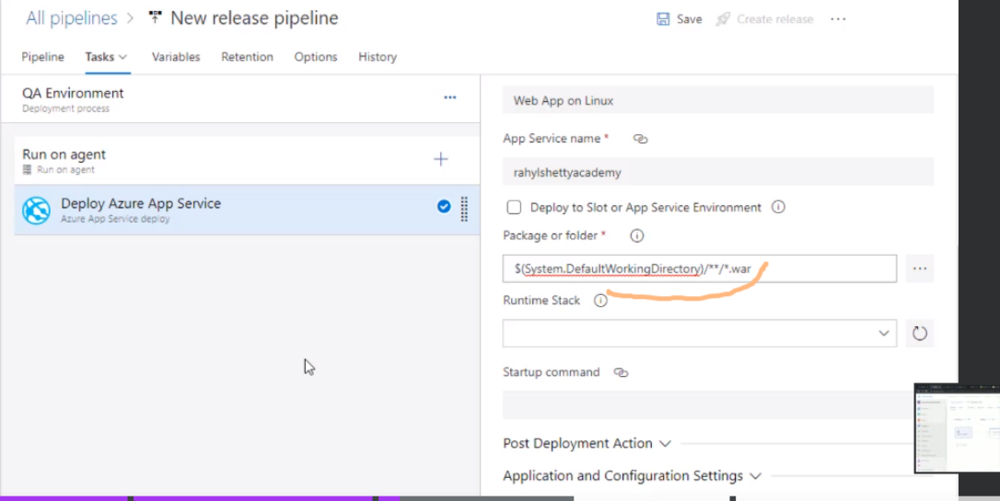 All pipelines > New release pipeline
Save Create release ...
Pipeline Tasks Variables Retention Options History
QA Environment
Deployment process
...
Run on agent
Run on agent
+
Deploy Azure App Service
Azure App Service deploy
Web App on Linux
App Service name *
rahylshettyacademy
Deploy to Slot or App Service Environment
Package or folder *
$(System.DefaultWorkingDirectory)/**/*.war
...
Runtime Stack
Startup command
Post Deployment Action
Application and Configuration Settings